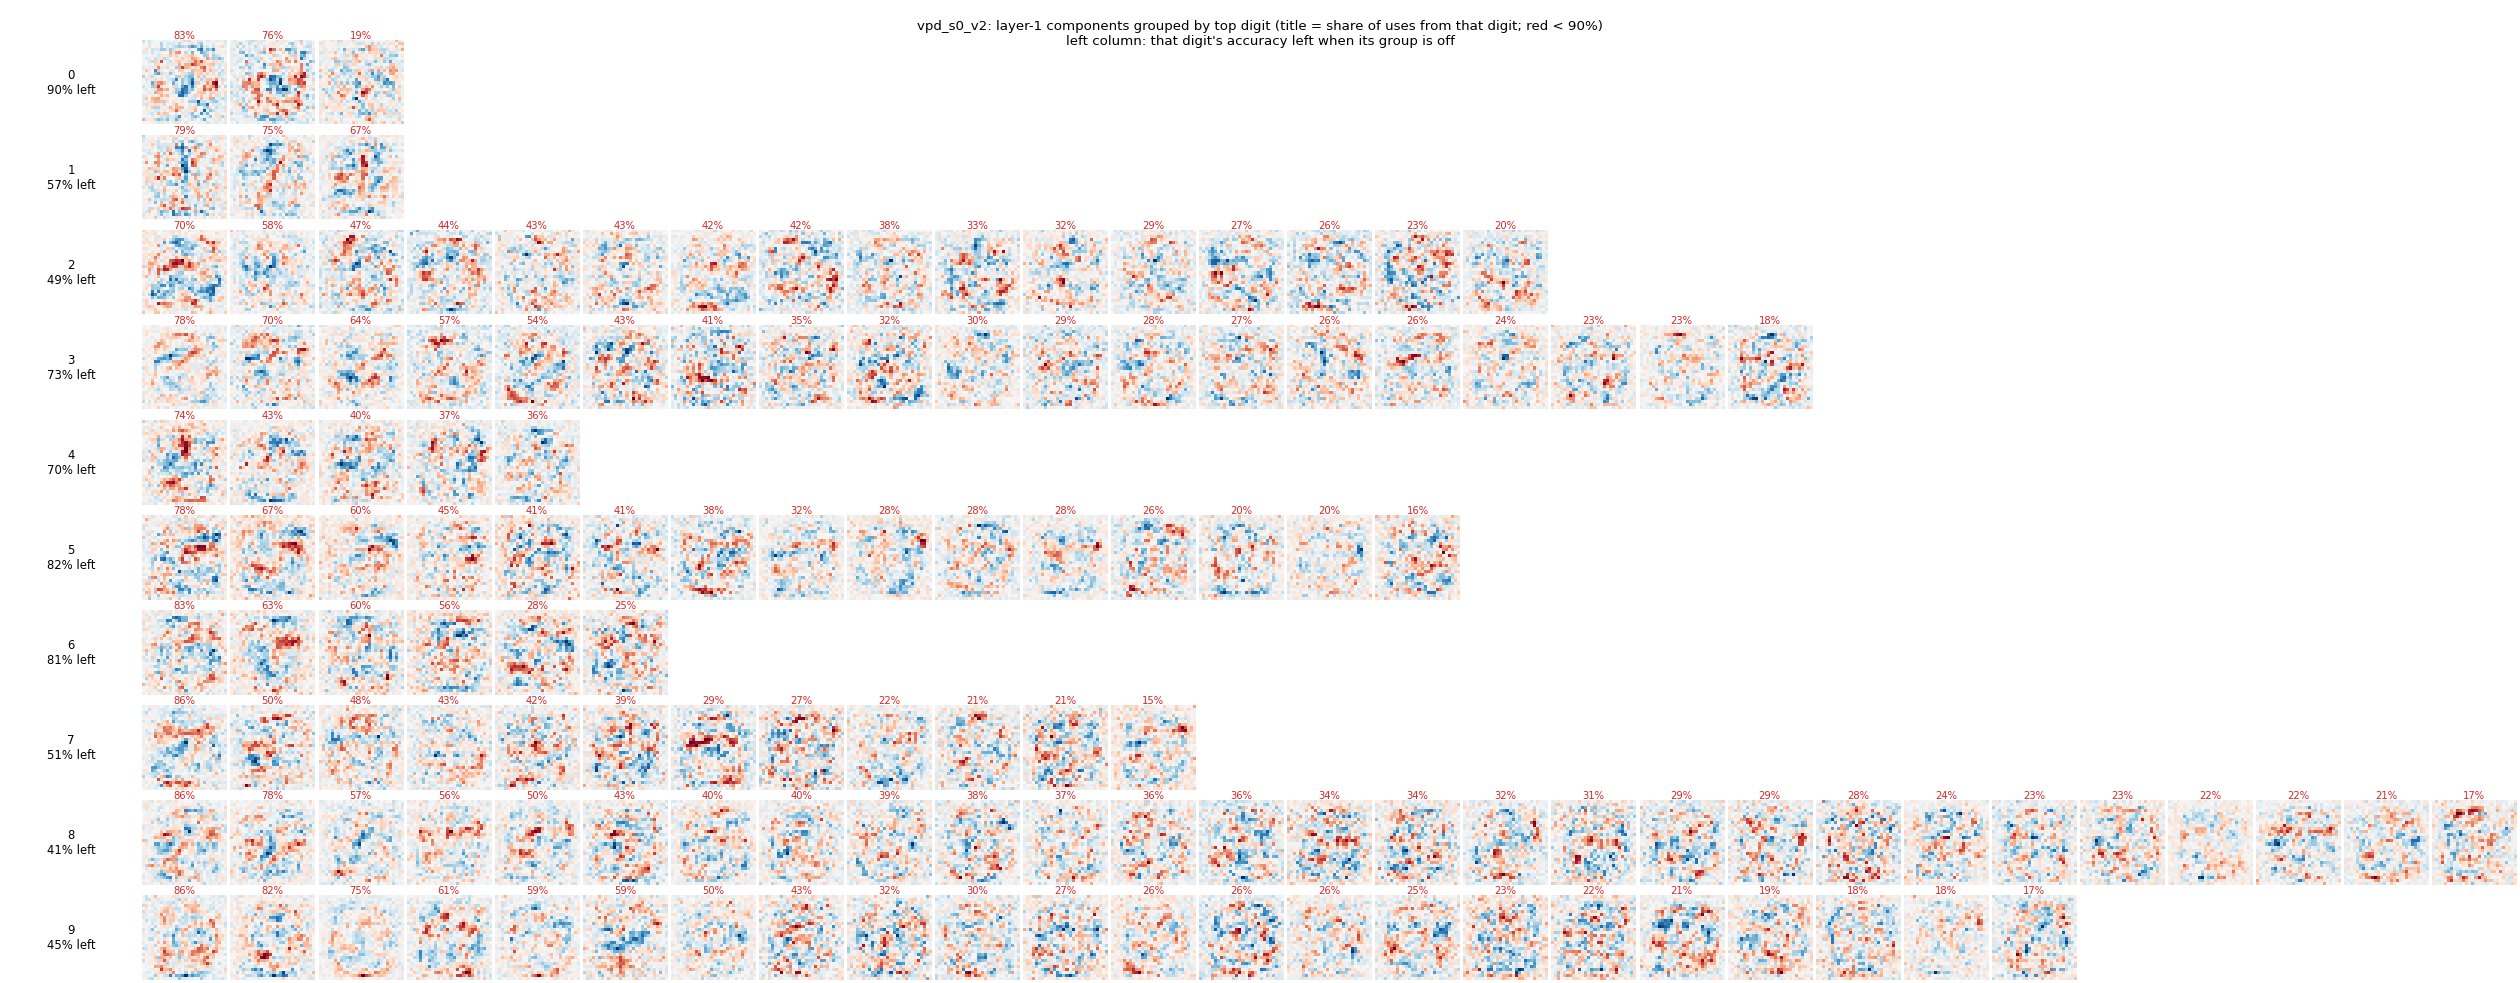 vpd_s0_v2: layer-1 components grouped by top digit (title = share of uses from that digit; red < 90%)
left column: that digit's accuracy left when its group is off
83% 76% 19%
0
90% left
79% 75% 67%
1
57% left
70% 58% 47% 44% 43% 43% 42% 42% 38% 33% 32% 29% 27% 26% 23% 20%
2
49% left
78% 70% 64% 57% 54% 43% 41% 35% 32% 30% 29% 28% 27% 26% 26% 24% 23% 23% 18%
3
73% left
74% 43% 40% 37% 36%
4
70% left
78% 67% 60% 45% 41% 41% 38% 32% 28% 28% 28% 26% 20% 20% 16%
5
82% left
83% 63% 60% 56% 28% 25%
6
81% left
86% 50% 48% 43% 42% 39% 29% 27% 22% 21% 21% 15%
7
51% left
86% 78% 57% 56% 50% 43% 40% 40% 39% 38% 37% 36% 36% 34% 34% 32% 31% 29% 29% 28% 24% 23% 23% 22% 22% 21% 17%
8
41% left
86% 82% 75% 61% 59% 59% 50% 43% 32% 30% 27% 26% 26% 26% 25% 23% 22% 21% 19% 18% 18% 17%
9
45% left